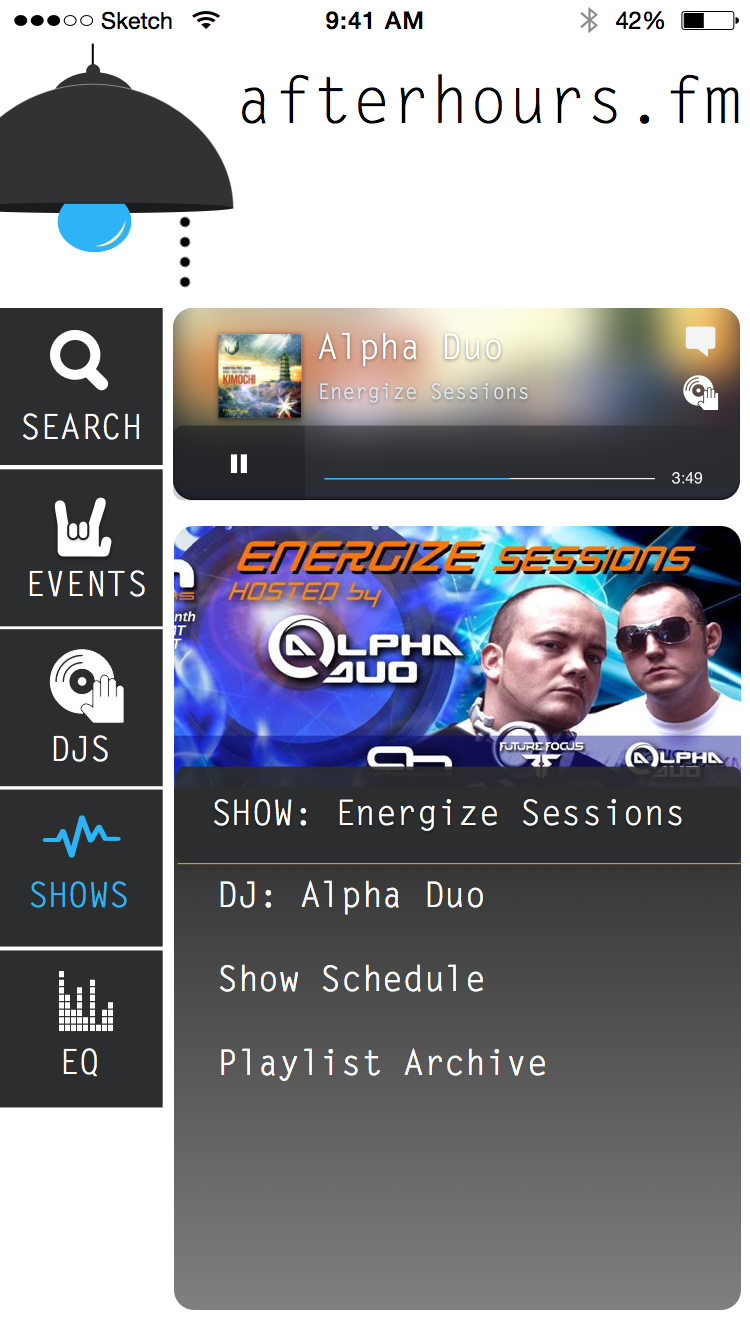 Sketch 9:41 AM 42%
afterhours.fm
SEARCH
EVENTS
DJS
SHOWS
EQ
Alpha Duo
Energize Sessions
KIMOCHI
3:49
ENERGIZE SESSIONS
HOSTED by
ALPHA
DUO
FUTURE FOCUS
ALPHA
DUO
SHOW: Energize Sessions
DJ: Alpha Duo
Show Schedule
Playlist Archive